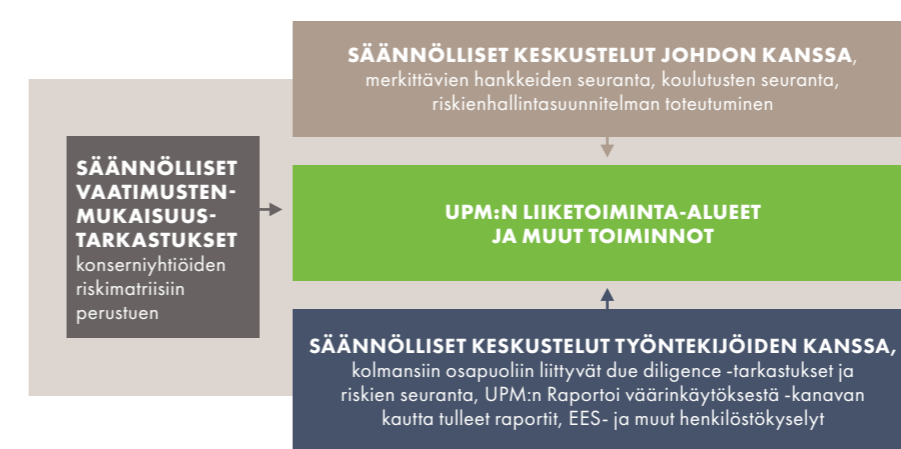 SÄÄNNÖLLISET KESKUSTELUT JOHDON KANSSA,
merkittävien hankkeiden seuranta, koulutusten seuranta,
riskienhallintasuunnitelman toteutuminen
SÄÄNNÖLLISET
VAATIMUSTEN-
MUKAISUUS-
TARKASTUKSET
konserniyhtiöiden
riskimatriisiin
perustuen
UPM:N LIIKETOIMINTA-ALUEET
JA MUUT TOIMINNOT
SÄÄNNÖLLISET KESKUSTELUT TYÖNTEKIJÖIDEN KANSSA,
kolmansiin osapuoliin liittyvät due diligence -tarkastukset ja
riskien seuranta, UPM:n Raportoi väärinkäytöksestä -kanavan
kautta tulleet raportit, EES- ja muut henkilöstökyselyt